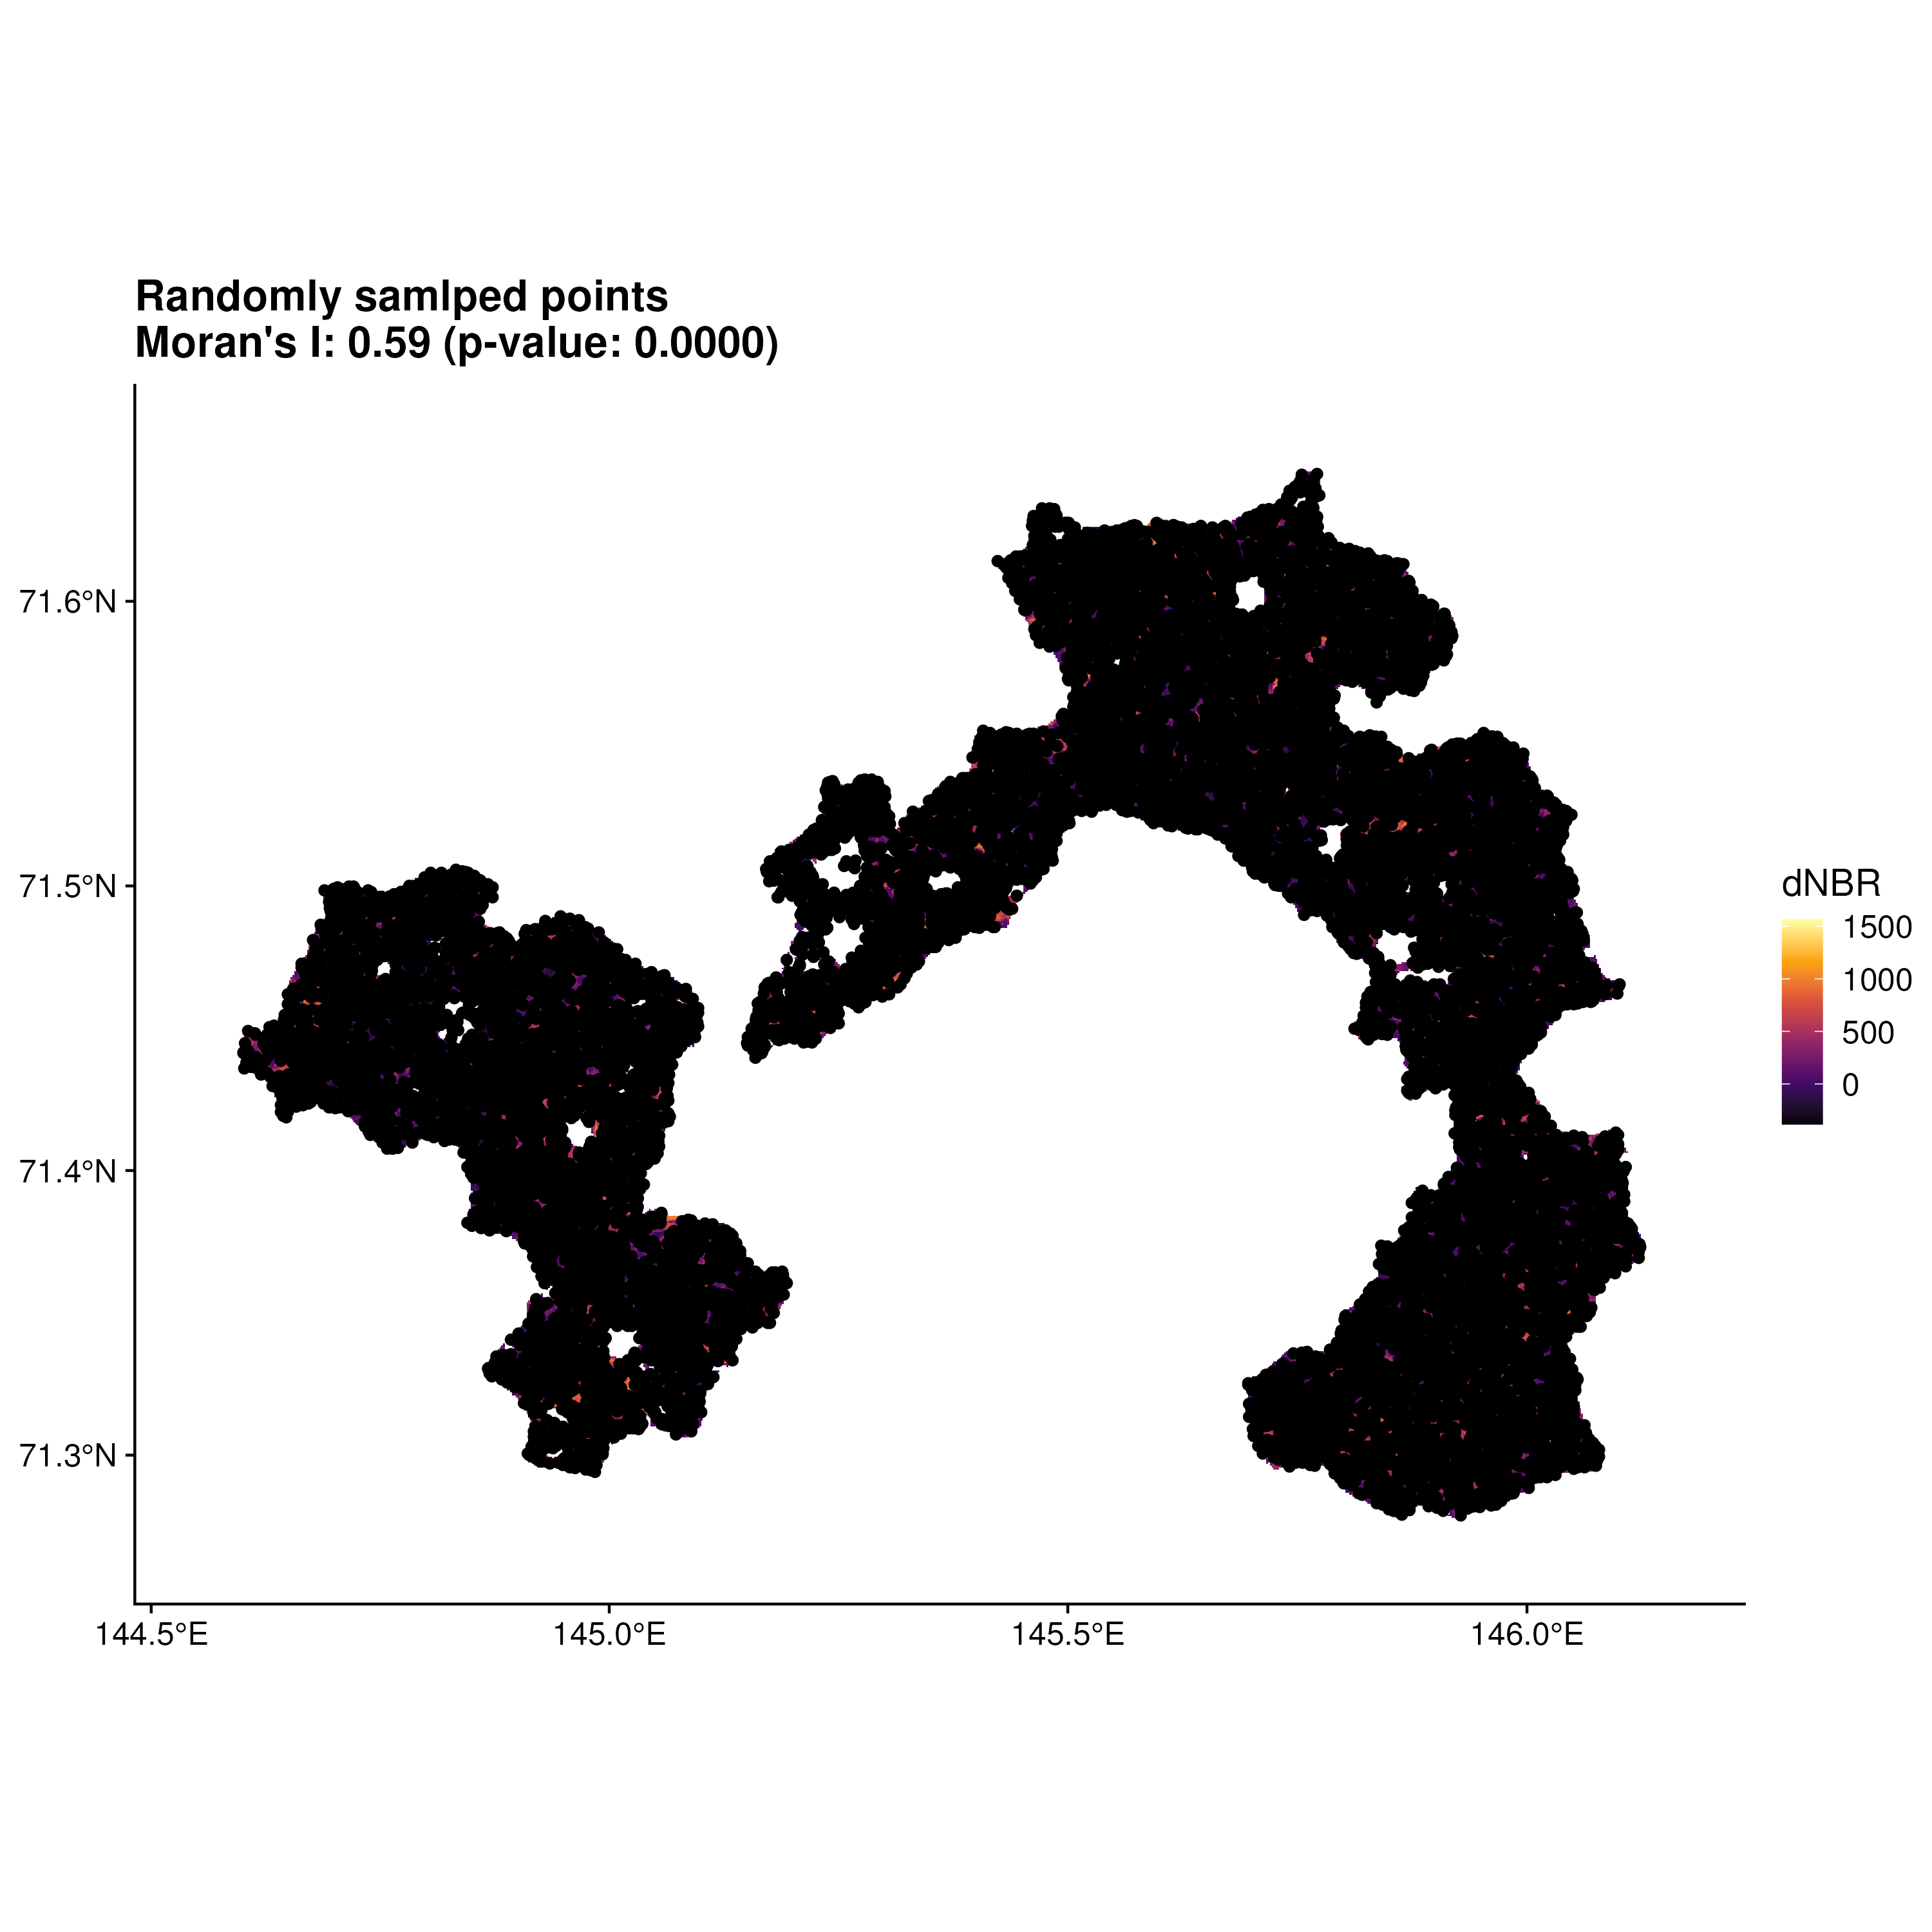 Randomly samlped points
Moran's I: 0.59 (p-value: 0.0000)
71.6°N
71.5°N
71.4°N
71.3°N
144.5°E
145.0°E
145.5°E
146.0°E
dNBR
1500
1000
500
0